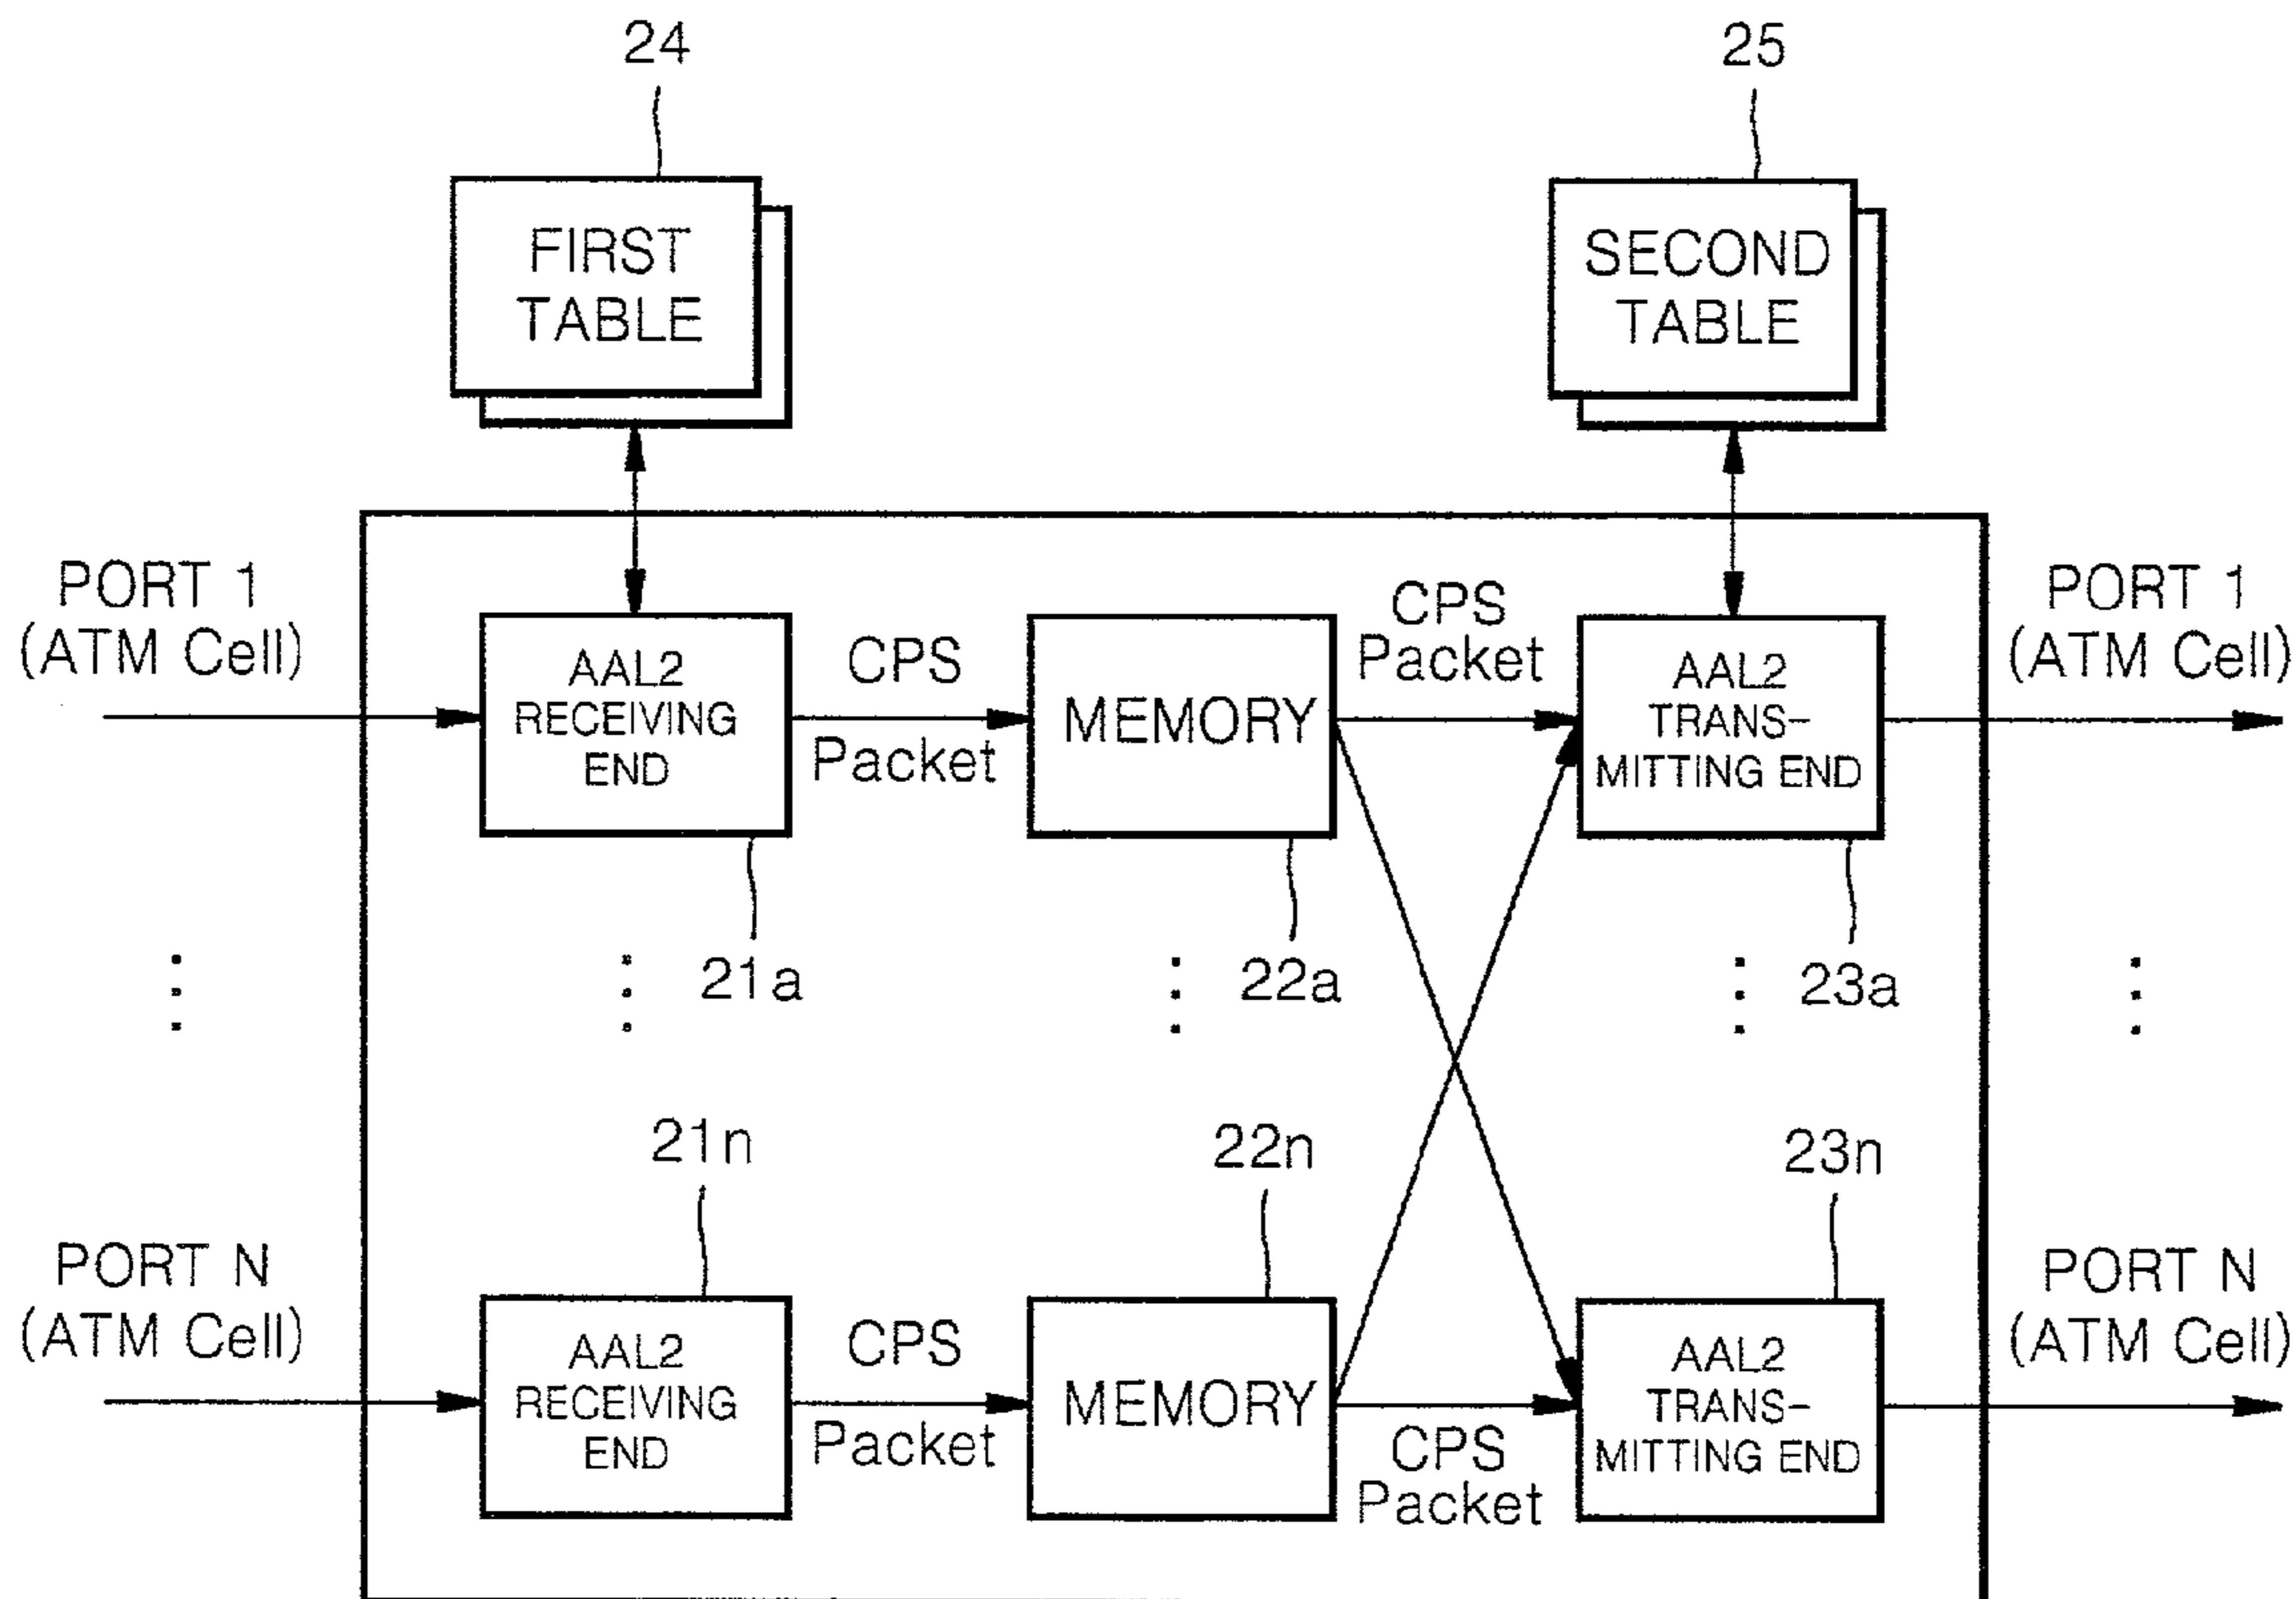 24
25
FIRST
TABLE
SECOND
TABLE
PORT 1
(ATM Cell)
AAL2
RECEIVING
END
CPS
Packet
MEMORY
CPS
Packet
AAL2
TRANS-
MITTING END
PORT 1
(ATM Cell)
21a
22a
23a
21n
22n
23n
PORT N
(ATM Cell)
AAL2
RECEIVING
END
CPS
Packet
MEMORY
CPS
Packet
AAL2
TRANS-
MITTING END
PORT N
(ATM Cell)